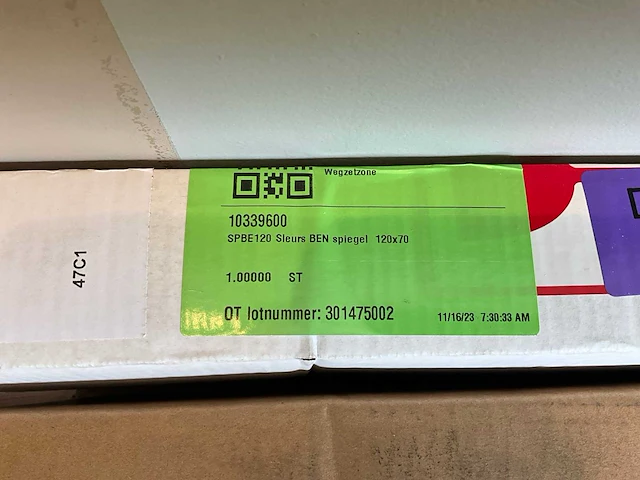 Wegzetzone
10339600
SPBE120 Sleurs BEN spiegel 120x70
1.00000 ST
OT lotnummer: 301475002
11/16/23 7:30:33 AM
47C1